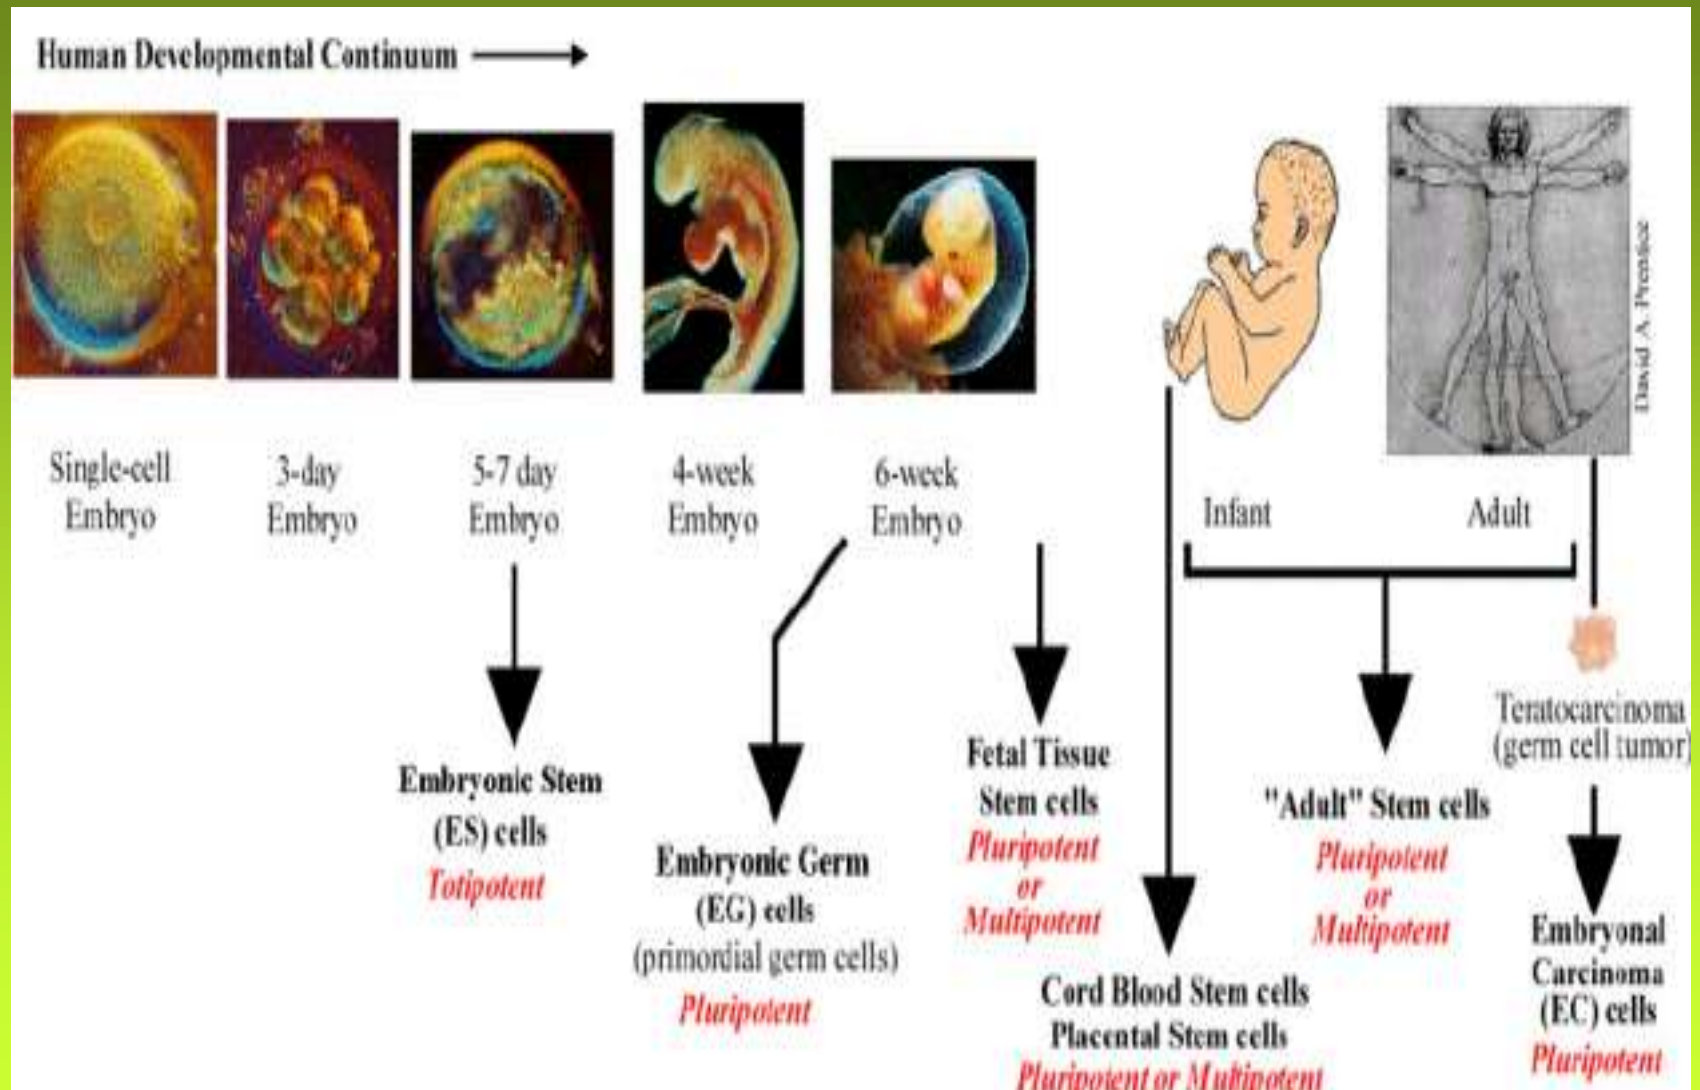 Human Developmental Continuum
David A. Prentice
Single-cell
Embryo
3-day
Embryo
5-7 day
Embryo
4-week
Embryo
6-week
Embryo
Infant
Adult
Embryonic Stem
(ES) cells
Totipotent
Embryonic Germ
(EG) cells
(primordial germ cells)
Pluripotent
Fetal Tissue
Stem cells
Pluripotent
or
Multipotent
Cord Blood Stem cells
Placental Stem cells
Pluripotent or Multipotent
"Adult" Stem cells
Pluripotent
or
Multipotent
Teratocarcinoma
(germ cell tumor)
Embryonal
Carcinoma
(EC) cells
Pluripotent